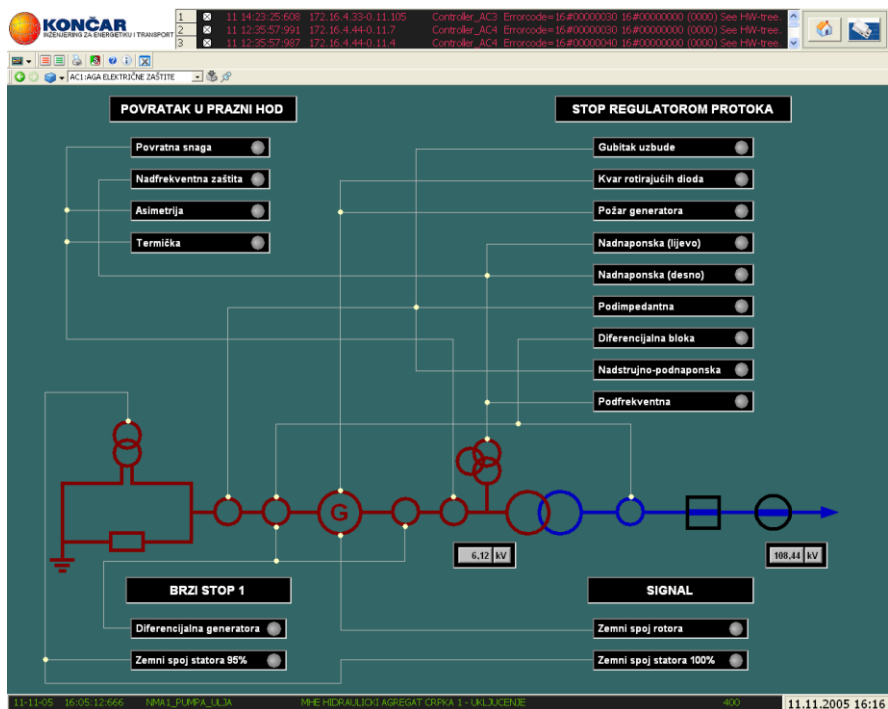 KONČAR
INŽENJERING ZA ENERGETIKU I TRANSPORT
1 11 14:23:25:608 172.16.4.33-0.11.105 Controller_AC3 Errorcode=16#00000030 16#00000000 (0000) See HW-tree.
2 11 12:35:57:991 172.16.4.44-0.11.7 Controller_AC4 Errorcode=16#00000030 16#00000000 (0000) See HW-tree.
3 11 12:35:57:987 172.16.4.44-0.11.4 Controller_AC4 Errorcode=16#00000040 16#00000000 (0000) See HW-tree.
AC1:AGA ELEKTRIČNE ZAŠTITE
POVRATAK U PRAZNI HOD
STOP REGULATOROM PROTOKA
Povratna snaga
Gubitak uzbude
Nadfrekventna zaštita
Kvar rotirajućih dioda
Asimetrija
Požar generatora
Termička
Nadnaponska (lijevo)
Nadnaponska (desno)
Podimpedantna
Diferencijalna bloka
Nadstrujno-podnaponska
Podfrekventna
G
6,12 kV
108,44 kV
BRZI STOP 1
SIGNAL
Diferencijalna generatora
Zemni spoj rotora
Zemni spoj statora 95%
Zemni spoj statora 100%
11-11-05 16:05:12:666 NMA1_PUMPA_ULJA MHE HIDRAULICKI AGREGAT CRPKA 1 - UKLJUCENJE 400 11.11.2005 16:16